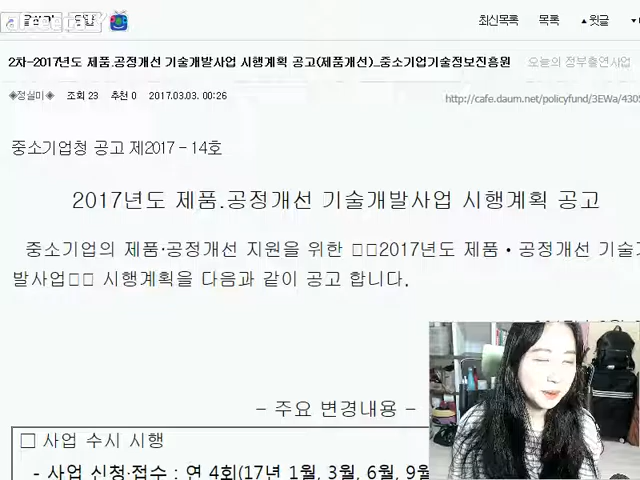 최신목록 목록 ▲윗글
2차-2017년도 제품.공정개선 기술개발사업 시행계획 공고(제품개선)_중소기업기술정보진흥원 오늘의 정부출연사업
◈정실미◈ 조회 23 추천 0 2017.03.03. 00:26 http://cafe.daum.net/policyfund/3EWa/430
중소기업청 공고 제2017 - 14호
2017년도 제품.공정개선 기술개발사업 시행계획 공고
중소기업의 제품·공정개선 지원을 위한 □□2017년도 제품 • 공정개선 기술
발사업□□ 시행계획을 다음과 같이 공고 합니다.
- 주요 변경내용 -
□ 사업 수시 시행
- 사업 신청·접수 : 연 4회(17년 1월, 3월, 6월, 9월